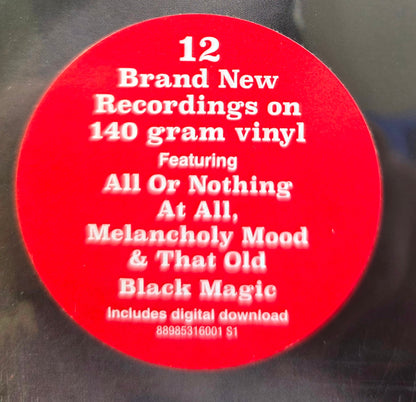 12
Brand New
Recordings on
140 gram vinyl
Featuring
All Or Nothing
At All,
Melancholy Mood
& That Old
Black Magic
Includes digital download
88985316001 S1